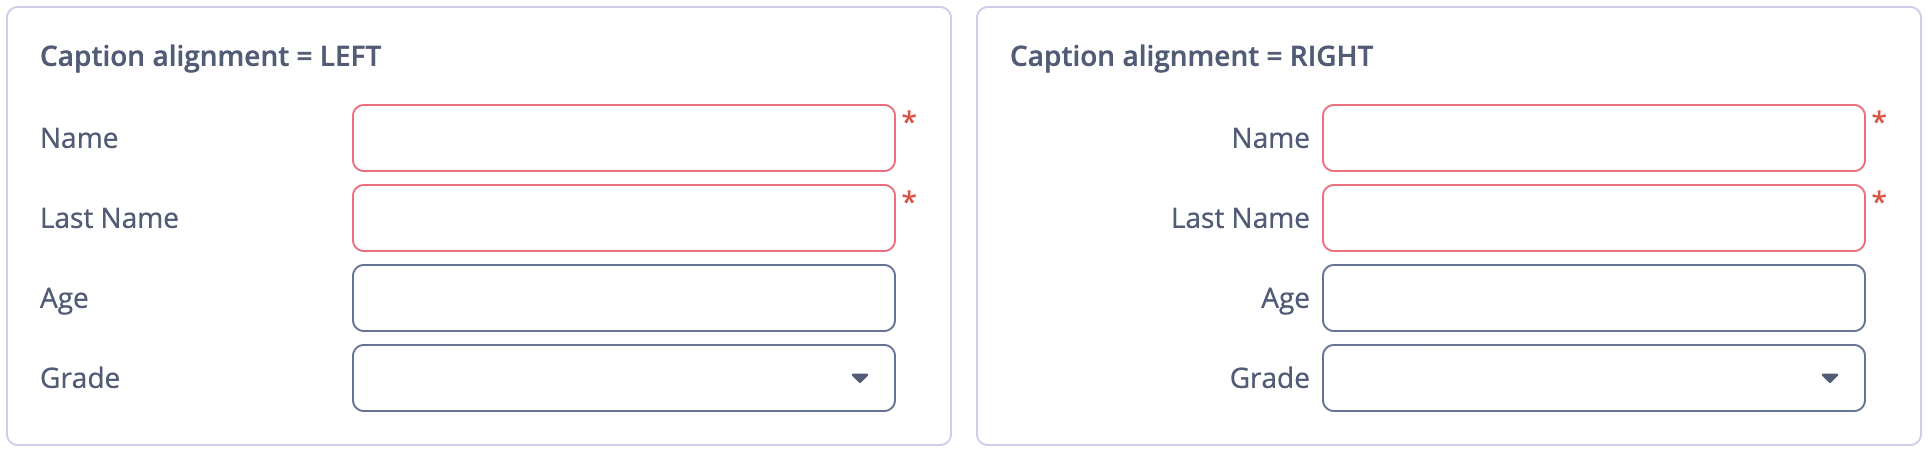 Caption alignment = LEFT
Name *
Last Name *
Age
Grade
Caption alignment = RIGHT
Name *
Last Name *
Age
Grade